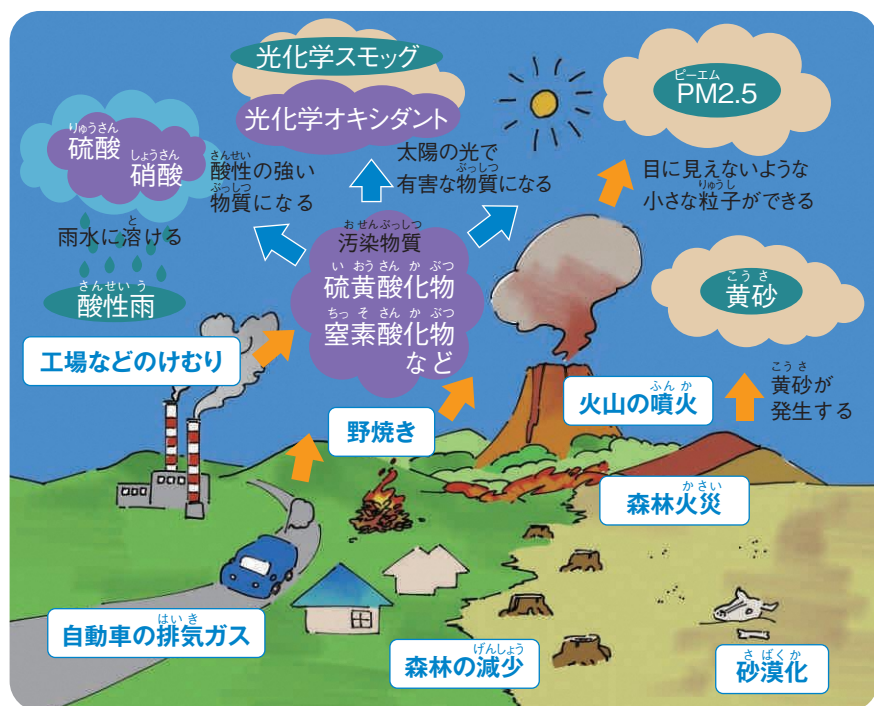 光化学スモッグ
光化学オキシダント
ピーエム
PM2.5
りゅうさん
硫酸
しょうさん
硝酸
さんせい
酸性の強い
ぶっしつ
物質になる
太陽の光で
ぶっしつ
有害な物質になる
目に見えないような
りゅうし
小さな粒子ができる
と
雨水に溶ける
さんせい う
酸性雨
お せんぶっしつ
汚染物質
い おうさん か ぶつ
硫黄酸化物
ちっ そ さん か ぶつ
窒素酸化物
など
こう さ
黄砂
工場などのけむり
野焼き
ふん か
火山の噴火
こう さ
黄砂が
発生する
か さい
森林火災
はい き
自動車の排気ガス
げんしょう
森林の減少
さ ばく か
砂漠化